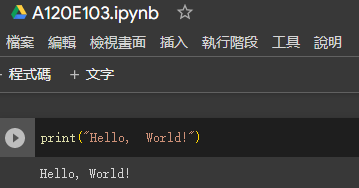 A120E103.ipynb
檔案 編輯 檢視畫面 插入 執行階段 工具 說明
+ 程式碼 + 文字
print("Hello,  World!")
Hello, World!